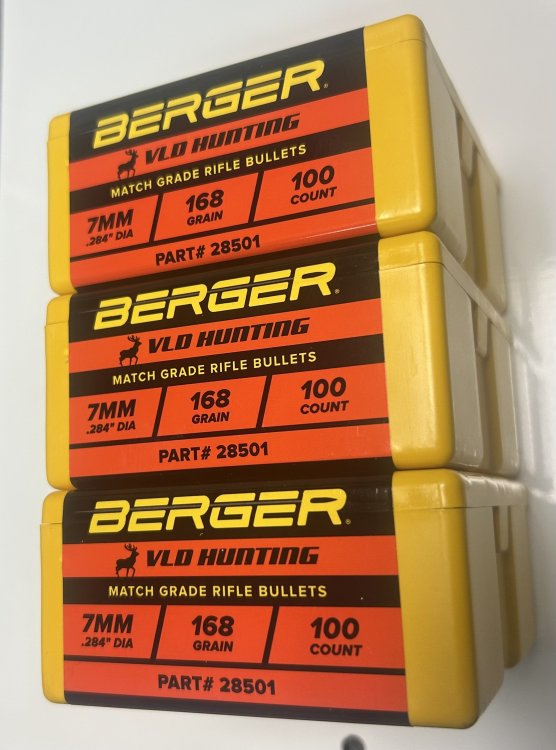 BERGER®
VLD HUNTING
MATCH GRADE RIFLE BULLETS
7MM 168 100
.284" DIA GRAIN COUNT
PART# 28501
BERGER®
VLD HUNTING
MATCH GRADE RIFLE BULLETS
7MM 168 100
.284" DIA GRAIN COUNT
PART# 28501
BERGER®
VLD HUNTING
MATCH GRADE RIFLE BULLETS
7MM 168 100
.284" DIA GRAIN COUNT
PART# 28501